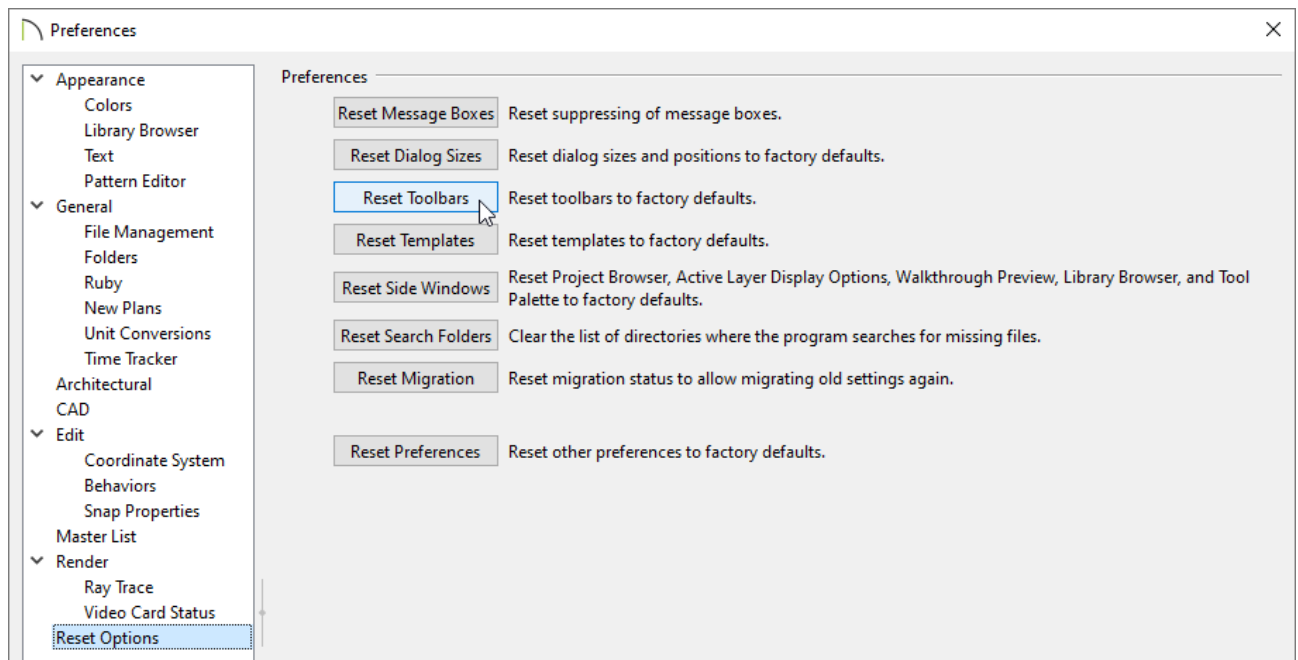 Preferences
Appearance
Colors
Library Browser
Text
Pattern Editor
General
File Management
Folders
Ruby
New Plans
Unit Conversions
Time Tracker
Architectural
CAD
Edit
Coordinate System
Behaviors
Snap Properties
Master List
Render
Ray Trace
Video Card Status
Reset Options
Preferences
Reset Message Boxes Reset suppressing of message boxes.
Reset Dialog Sizes Reset dialog sizes and positions to factory defaults.
Reset Toolbars Reset toolbars to factory defaults.
Reset Templates Reset templates to factory defaults.
Reset Side Windows Reset Project Browser, Active Layer Display Options, Walkthrough Preview, Library Browser, and Tool
Palette to factory defaults.
Reset Search Folders Clear the list of directories where the program searches for missing files.
Reset Migration Reset migration status to allow migrating old settings again.
Reset Preferences Reset other preferences to factory defaults.